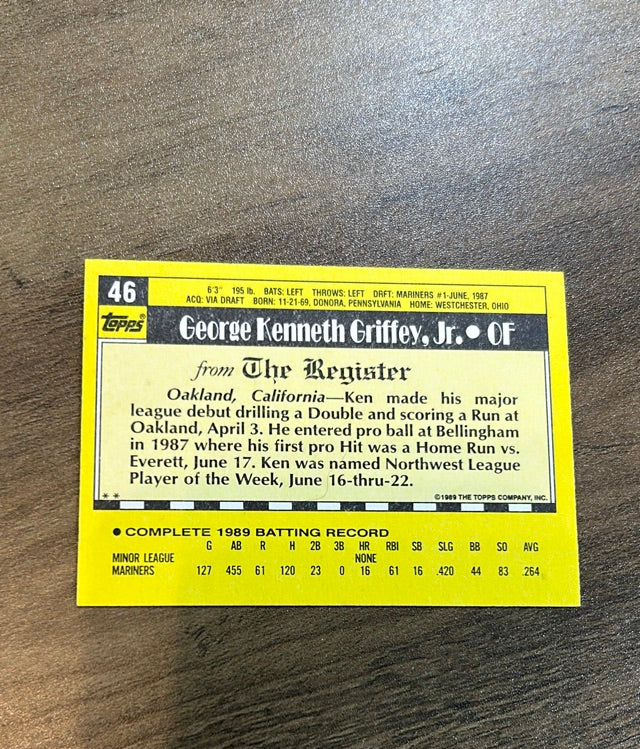 46
6'3" 195 lb. BATS: LEFT THROWS: LEFT DRFT: MARINERS #1-JUNE, 1987
ACQ: VIA DRAFT BORN: 11-21-69, DONORA, PENNSYLVANIA HOME: WESTCHESTER, OHIO
Topps®
George Kenneth Griffey, Jr. • OF
from The Register
Oakland, California—Ken made his major
league debut drilling a Double and scoring a Run at
Oakland, April 3. He entered pro ball at Bellingham
in 1987 where his first pro Hit was a Home Run vs.
Everett, June 17. Ken was named Northwest League
Player of the Week, June 16-thru-22.
** ©1989 THE TOPPS COMPANY, INC.
• COMPLETE 1989 BATTING RECORD
G AB R H 2B 3B HR RBI SB SLG BB SO AVG
MINOR LEAGUE NONE
MARINERS 127 455 61 120 23 0 16 61 16 .420 44 83 .264